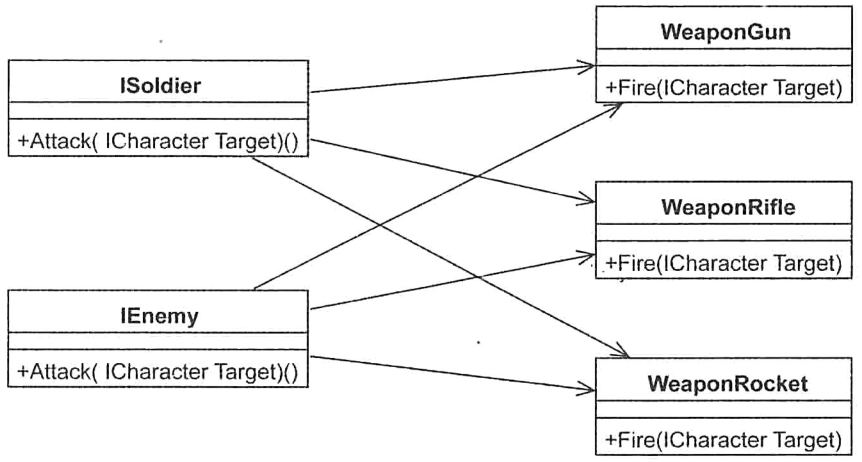 ISoldier
+Attack( ICharacter Target)()
IEnemy
+Attack( ICharacter Target)()
WeaponGun
+Fire(ICharacter Target)
WeaponRifle
+Fire(ICharacter Target)
WeaponRocket
+Fire(ICharacter Target)